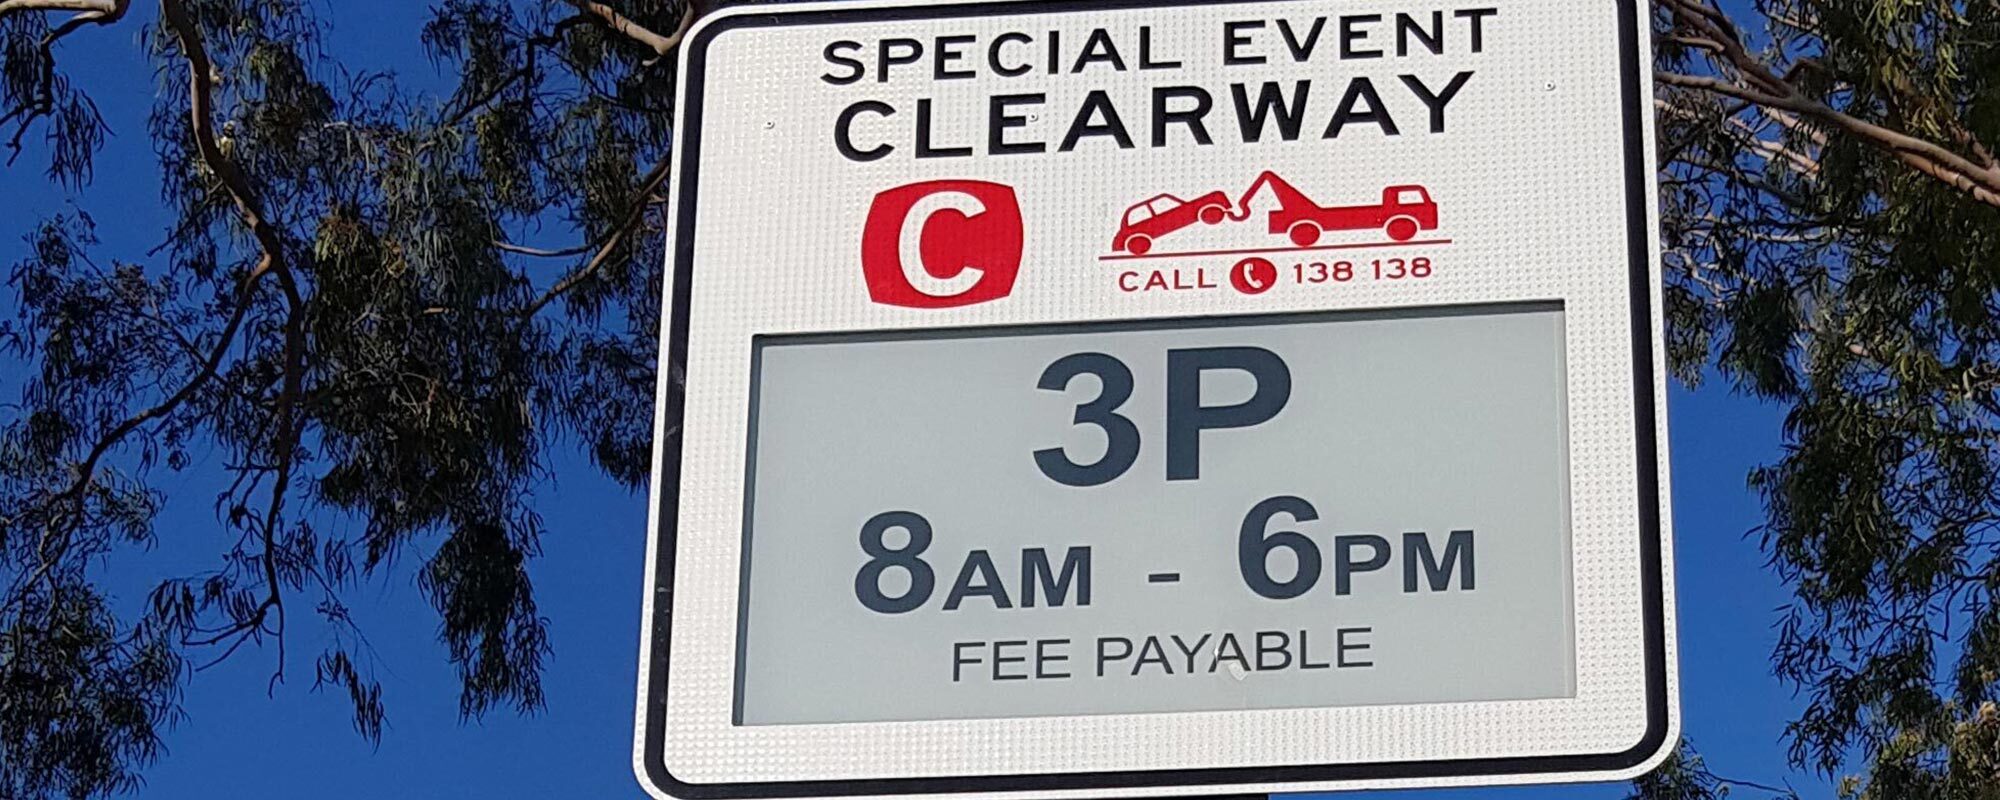 SPECIAL EVENT
CLEARWAY
C
CALL 138 138
3P
8AM - 6PM
FEE PAYABLE